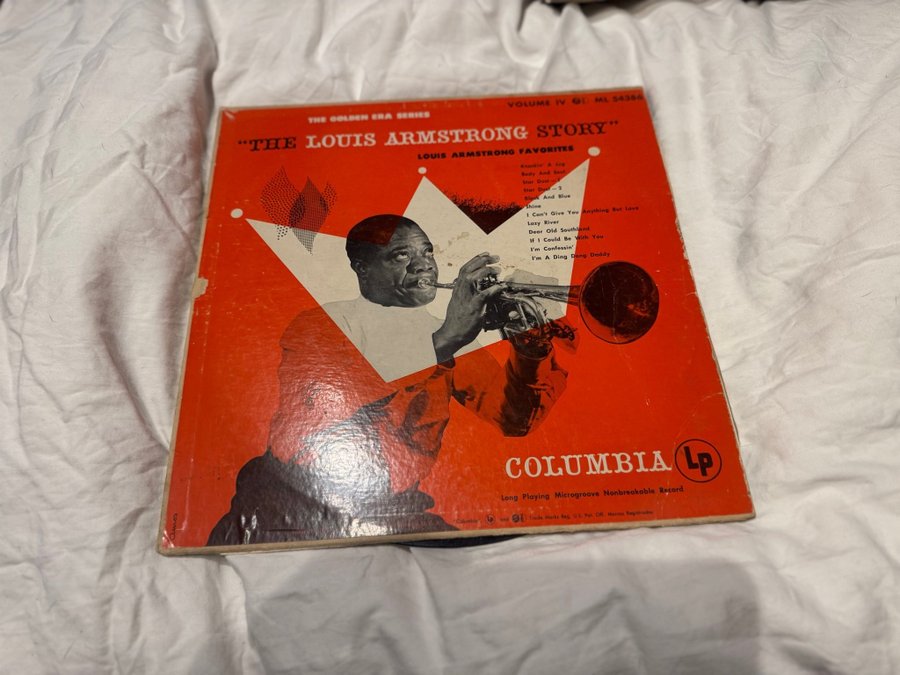 VOLUME IV ML 54386
THE GOLDEN ERA SERIES
"THE LOUIS ARMSTRONG STORY"
LOUIS ARMSTRONG FAVORITES
Knockin' A Jug
Body And Soul
Star Dust—1
Star Dust—2
Black And Blue
Shine
I Can't Give You Anything But Love
Lazy River
Dear Old Southland
If I Could Be With You
I'm Confessin'
I'm A Ding Dong Daddy
COLUMBIA Lp
Long Playing Microgroove Nonbreakable Record
Columbia Lp and Trade Marks Reg. U.S. Pat. Off. Marcas Registradas